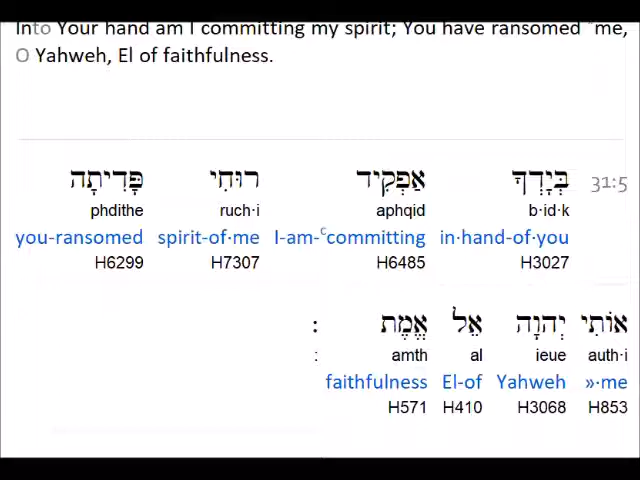 Into Your hand am I committing my spirit; You have ransomed °me,
O Yahweh, El of faithfulness.
31:5 בְּיָדְךָ אַפְקִיד רוּחִי פָּדִיתָה
b·id·k aphqid ruch·i phdithe
in·hand-of·you I-am-ᶜcommitting spirit-of·me you-ransomed
H3027 H6485 H7307 H6299
אוֹתִי יְהוָה אֵל אֱמֶת :
auth·i ieue al amth :
»·me Yahweh El-of faithfulness
H853 H3068 H410 H571